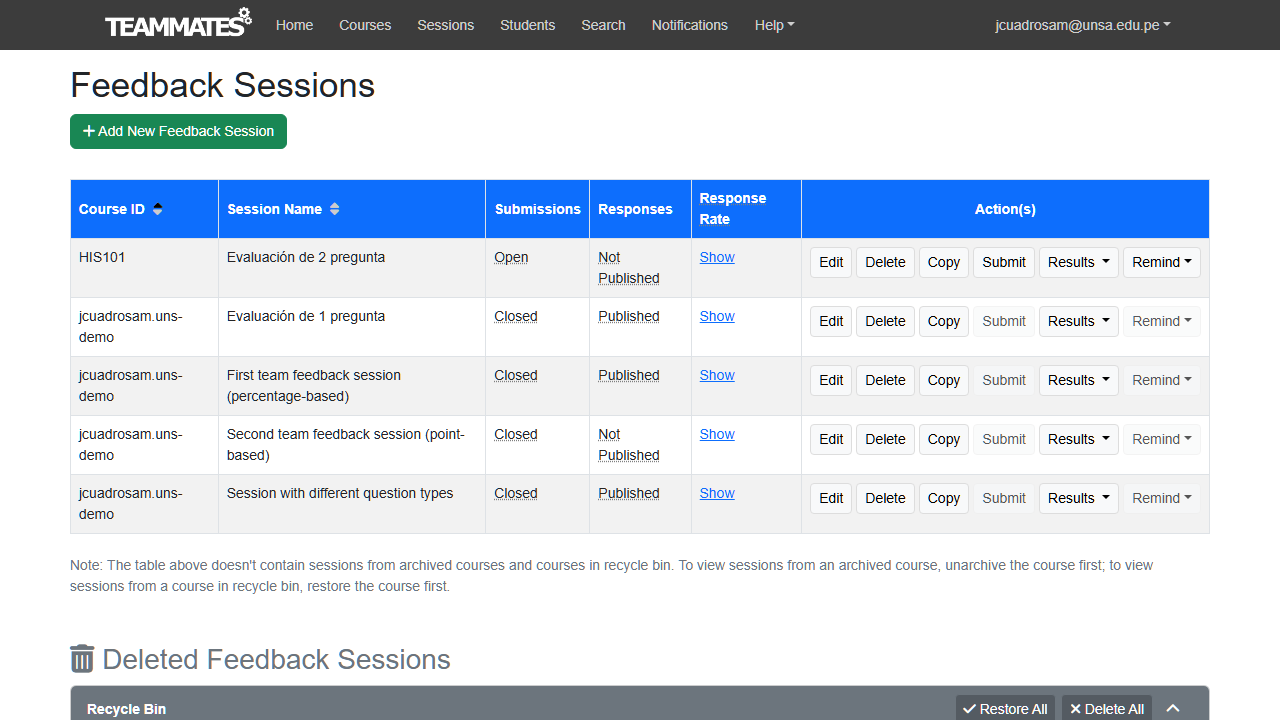 TEAMMATES Home Courses Sessions Students Search Notifications Help jcuadrosam@unsa.edu.pe
Feedback Sessions
Add New Feedback Session
Course ID Session Name Submissions Responses Response Rate Action(s)
HIS101 Evaluación de 2 pregunta Open Not Published Show Edit Delete Copy Submit Results Remind
jcuadrosam.uns-demo Evaluación de 1 pregunta Closed Published Show Edit Delete Copy Submit Results Remind
jcuadrosam.uns-demo First team feedback session (percentage-based) Closed Published Show Edit Delete Copy Submit Results Remind
jcuadrosam.uns-demo Second team feedback session (point-based) Closed Not Published Show Edit Delete Copy Submit Results Remind
jcuadrosam.uns-demo Session with different question types Closed Published Show Edit Delete Copy Submit Results Remind
Note: The table above doesn't contain sessions from archived courses and courses in recycle bin. To view sessions from an archived course, unarchive the course first; to view
sessions from a course in recycle bin, restore the course first.
Deleted Feedback Sessions
Recycle Bin Restore All Delete All